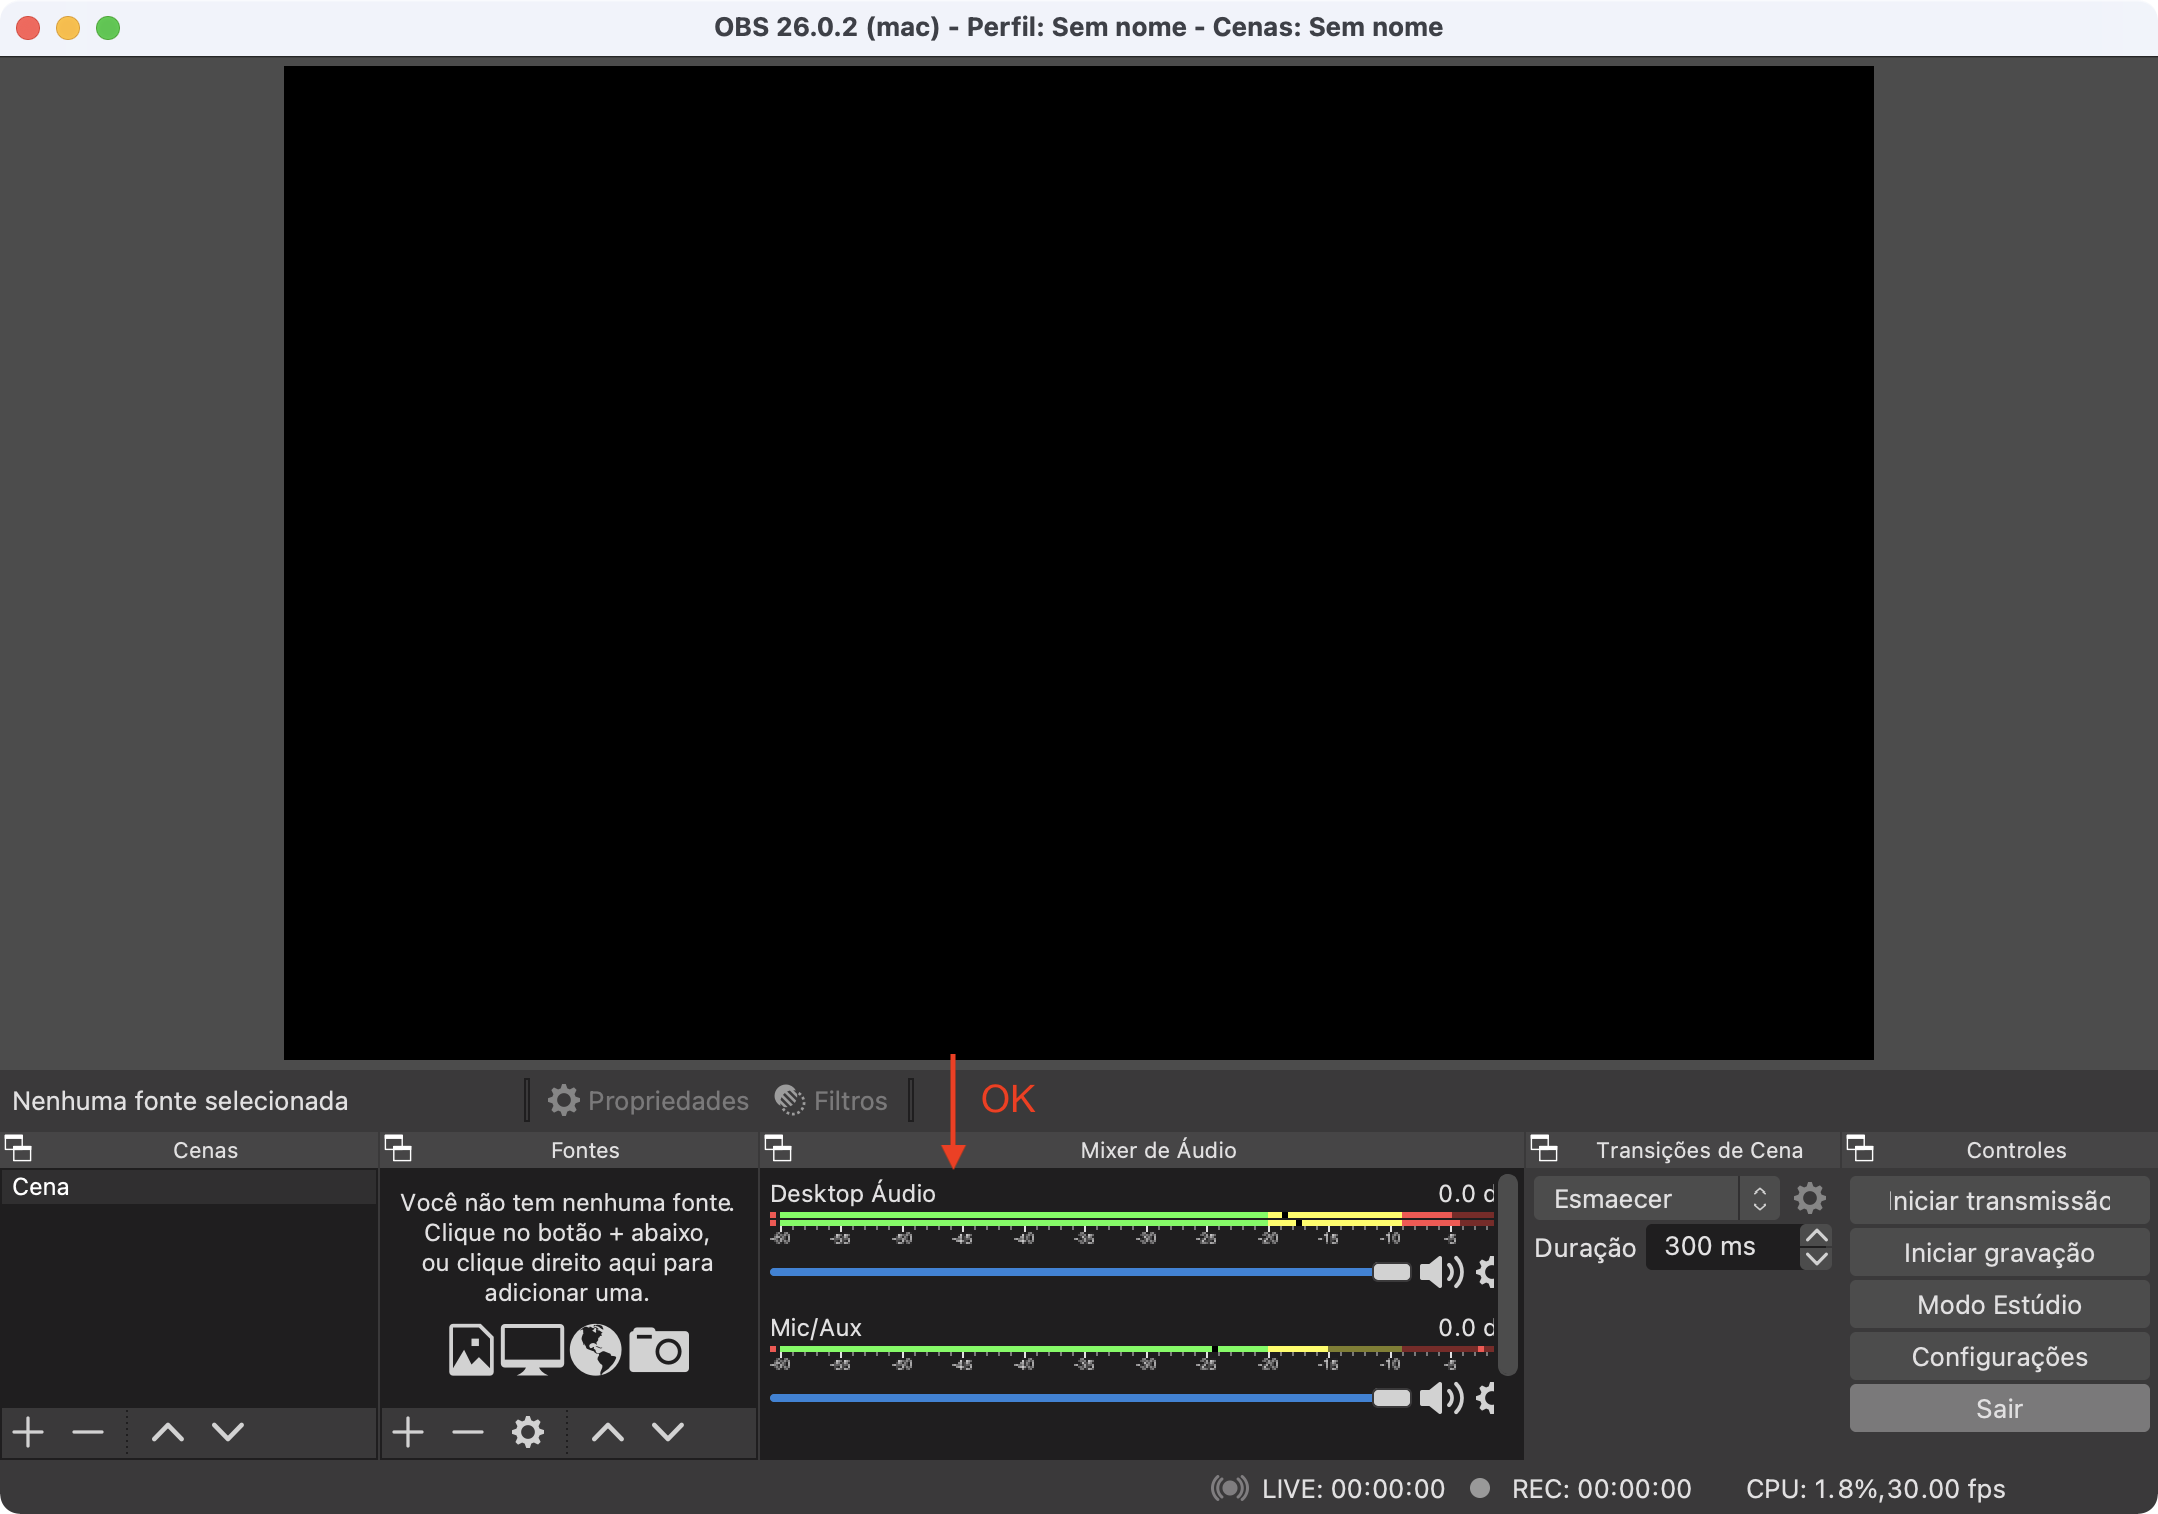 OBS 26.0.2 (mac) - Perfil: Sem nome - Cenas: Sem nome
Nenhuma fonte selecionada
Propriedades
Filtros
OK
Cenas
Fontes
Mixer de Áudio
Transições de Cena
Controles
Cena
Você não tem nenhuma fonte.
Clique no botão + abaixo,
ou clique direito aqui para
adicionar uma.
Desktop Áudio
0.0 d
-60 -55 -50 -45 -40 -35 -30 -25 -20 -15 -10 -5
Mic/Aux
0.0 d
-60 -55 -50 -45 -40 -35 -30 -25 -20 -15 -10 -5
Esmaecer
Duração
300 ms
Iniciar transmissão
Iniciar gravação
Modo Estúdio
Configurações
Sair
LIVE: 00:00:00
REC: 00:00:00
CPU: 1.8%,30.00 fps